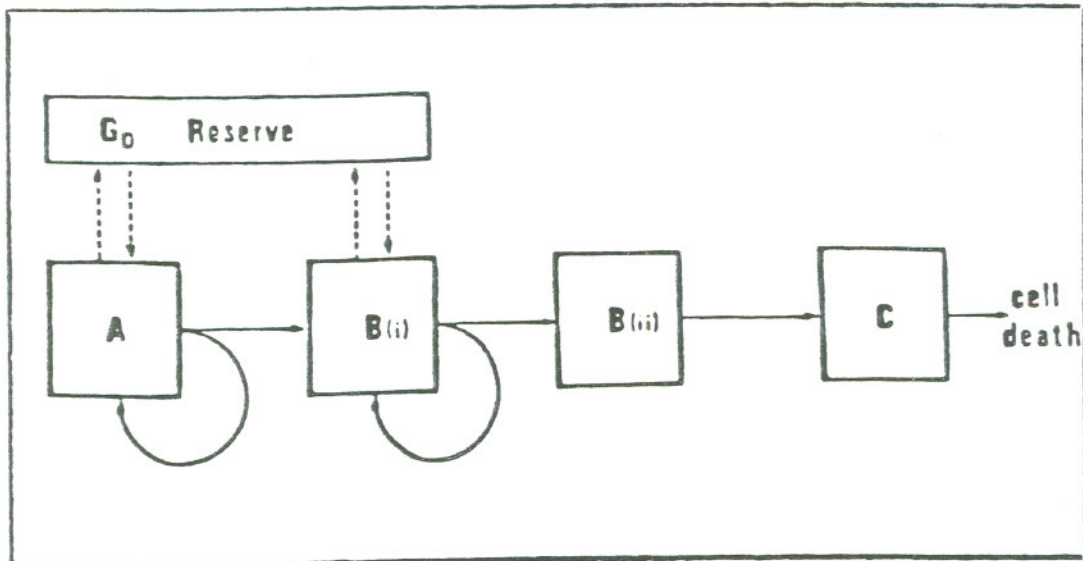 G₀ Reserve
A
B(i)
B(ii)
C
cell
death